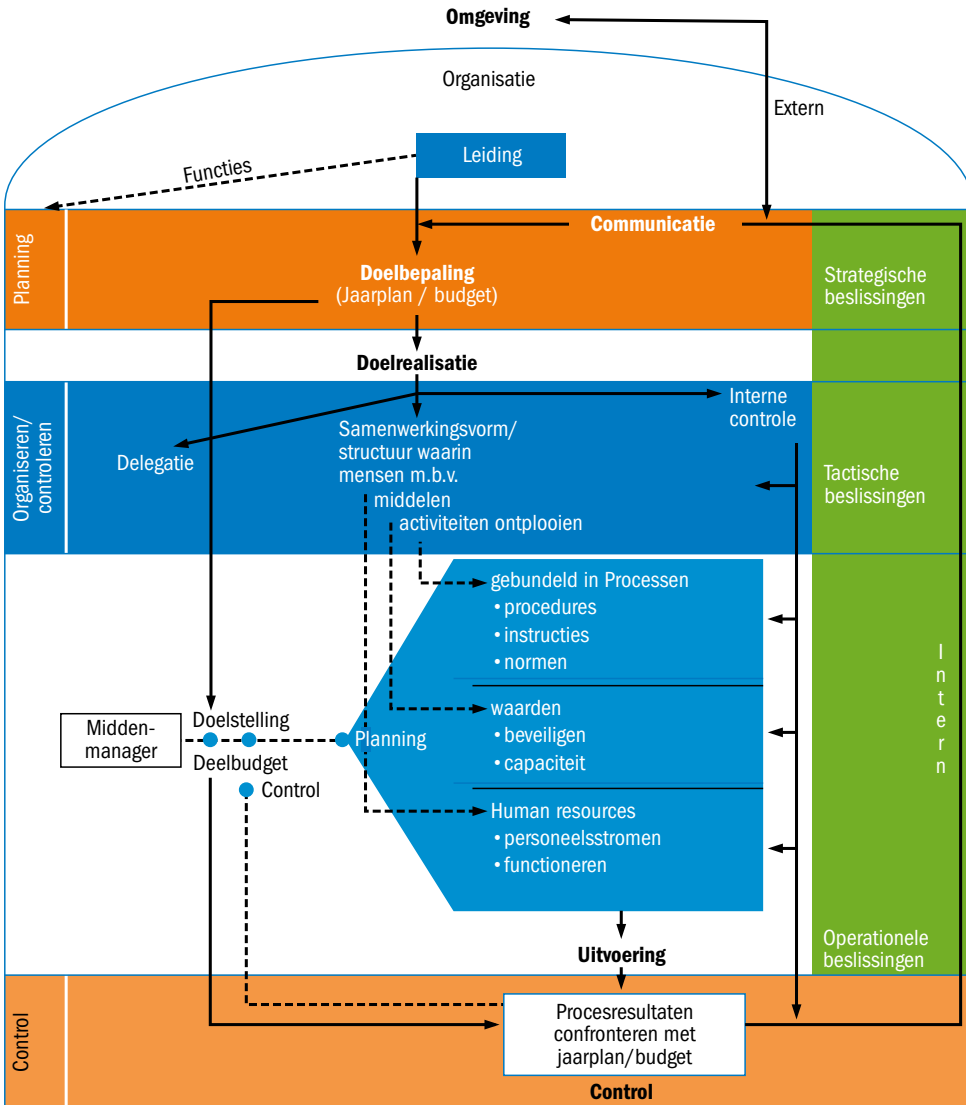 Omgeving
Organisatie
Extern
Leiding
Functies
Planning
Communicatie
Doelbepaling
(Jaarplan / budget)
Strategische
beslissingen
Doelrealisatie
Organiseren/
controleren
Interne
controle
Delegatie
Samenwerkingsvorm/
structuur waarin
mensen m.b.v.
middelen
activiteiten ontplooien
Tactische
beslissingen
gebundeld in Processen
• procedures
• instructies
• normen
Intern
waarden
• beveiligen
• capaciteit
Midden-
manager
Doelstelling
Deelbudget
Planning
Control
Human resources
• personeelsstromen
• functioneren
Uitvoering
Operationele
beslissingen
Control
Procesresultaten
confronteren met
jaarplan/budget
Control